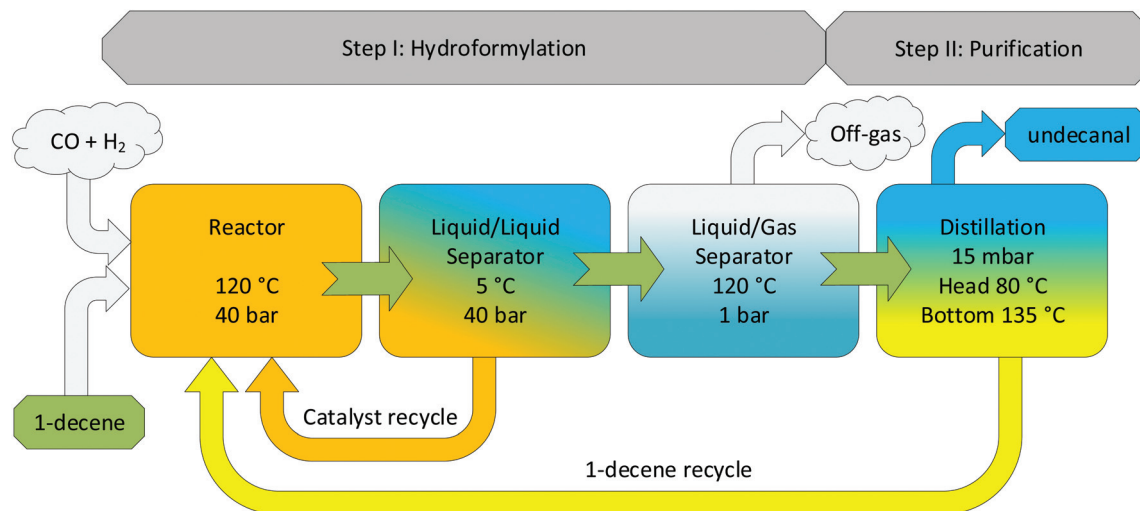 Step I: Hydroformylation
Step II: Purification
CO + H₂
Off-gas
undecanal
Reactor
120 °C
40 bar
Liquid/Liquid
Separator
5 °C
40 bar
Liquid/Gas
Separator
120 °C
1 bar
Distillation
15 mbar
Head 80 °C
Bottom 135 °C
1-decene
Catalyst recycle
1-decene recycle